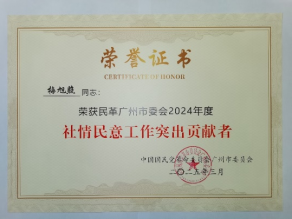 荣誉证书
CERTIFICATE OF HONOR
梅旭薇 同志：
荣获民革广州市委会2024年度
社情民意工作突出贡献者
中国国民党革命委员会广州市委员会
二〇二五年三月